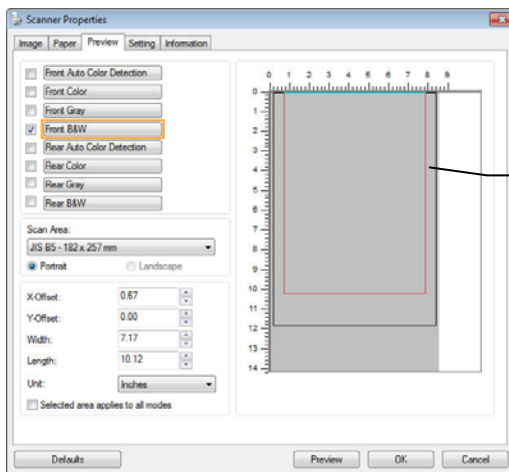 Scanner Properties
Image Paper Preview Setting Information
Front Auto Color Detection
Front Color
Front Gray
Front B&W
Rear Auto Color Detection
Rear Color
Rear Gray
Rear B&W
Scan Area:
JIS B5 - 182 x 257 mm
Portrait Landscape
X-Offset: 0.67
Y-Offset: 0.00
Width: 7.17
Length: 10.12
Unit: Inches
Selected area applies to all modes
0 1 2 3 4 5 6 7 8 9
0
1
2
3
4
5
6
7
8
9
10
11
12
13
14
Defaults Preview OK Cancel